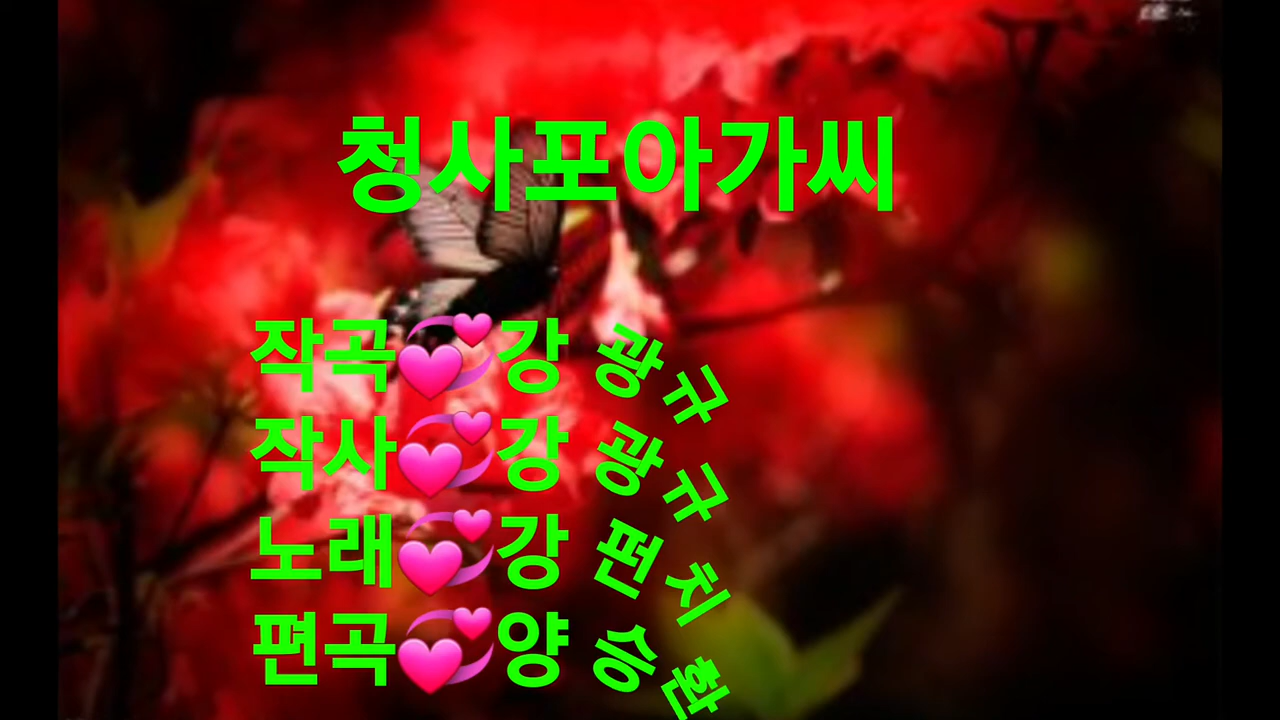 청사포아가씨
작곡💞강 광규
작사💞강 광규
노래💞강 펀치
편곡💞양 승환